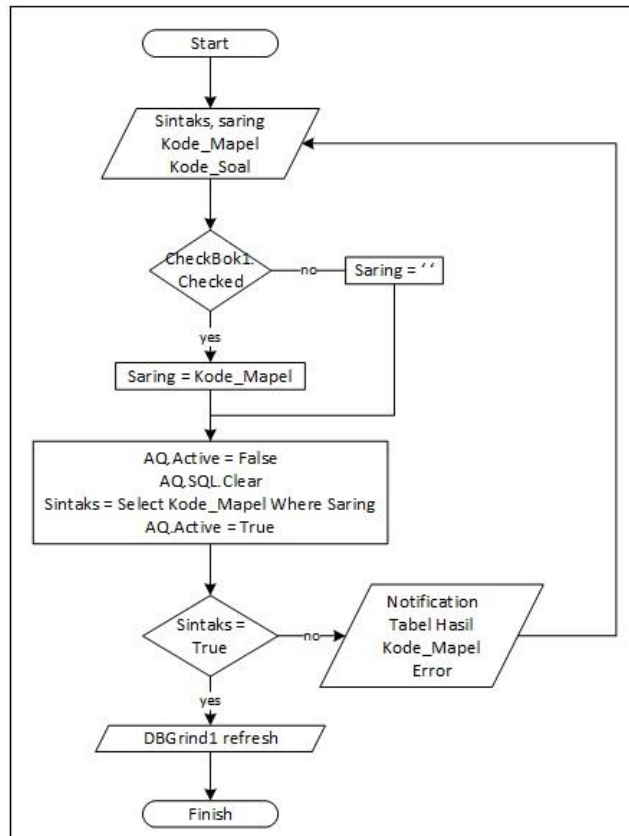 Start
Sintaks, saring
Kode_Mapel
Kode_Soal
CheckBok1.
Checked
no
Saring = ‘ ‘
yes
Saring = Kode_Mapel
AQ.Active = False
AQ.SQL.Clear
Sintaks = Select Kode_Mapel Where Saring
AQ.Active = True
Sintaks =
True
no
Notification
Tabel Hasil
Kode_Mapel
Error
yes
DBGrind1 refresh
Finish